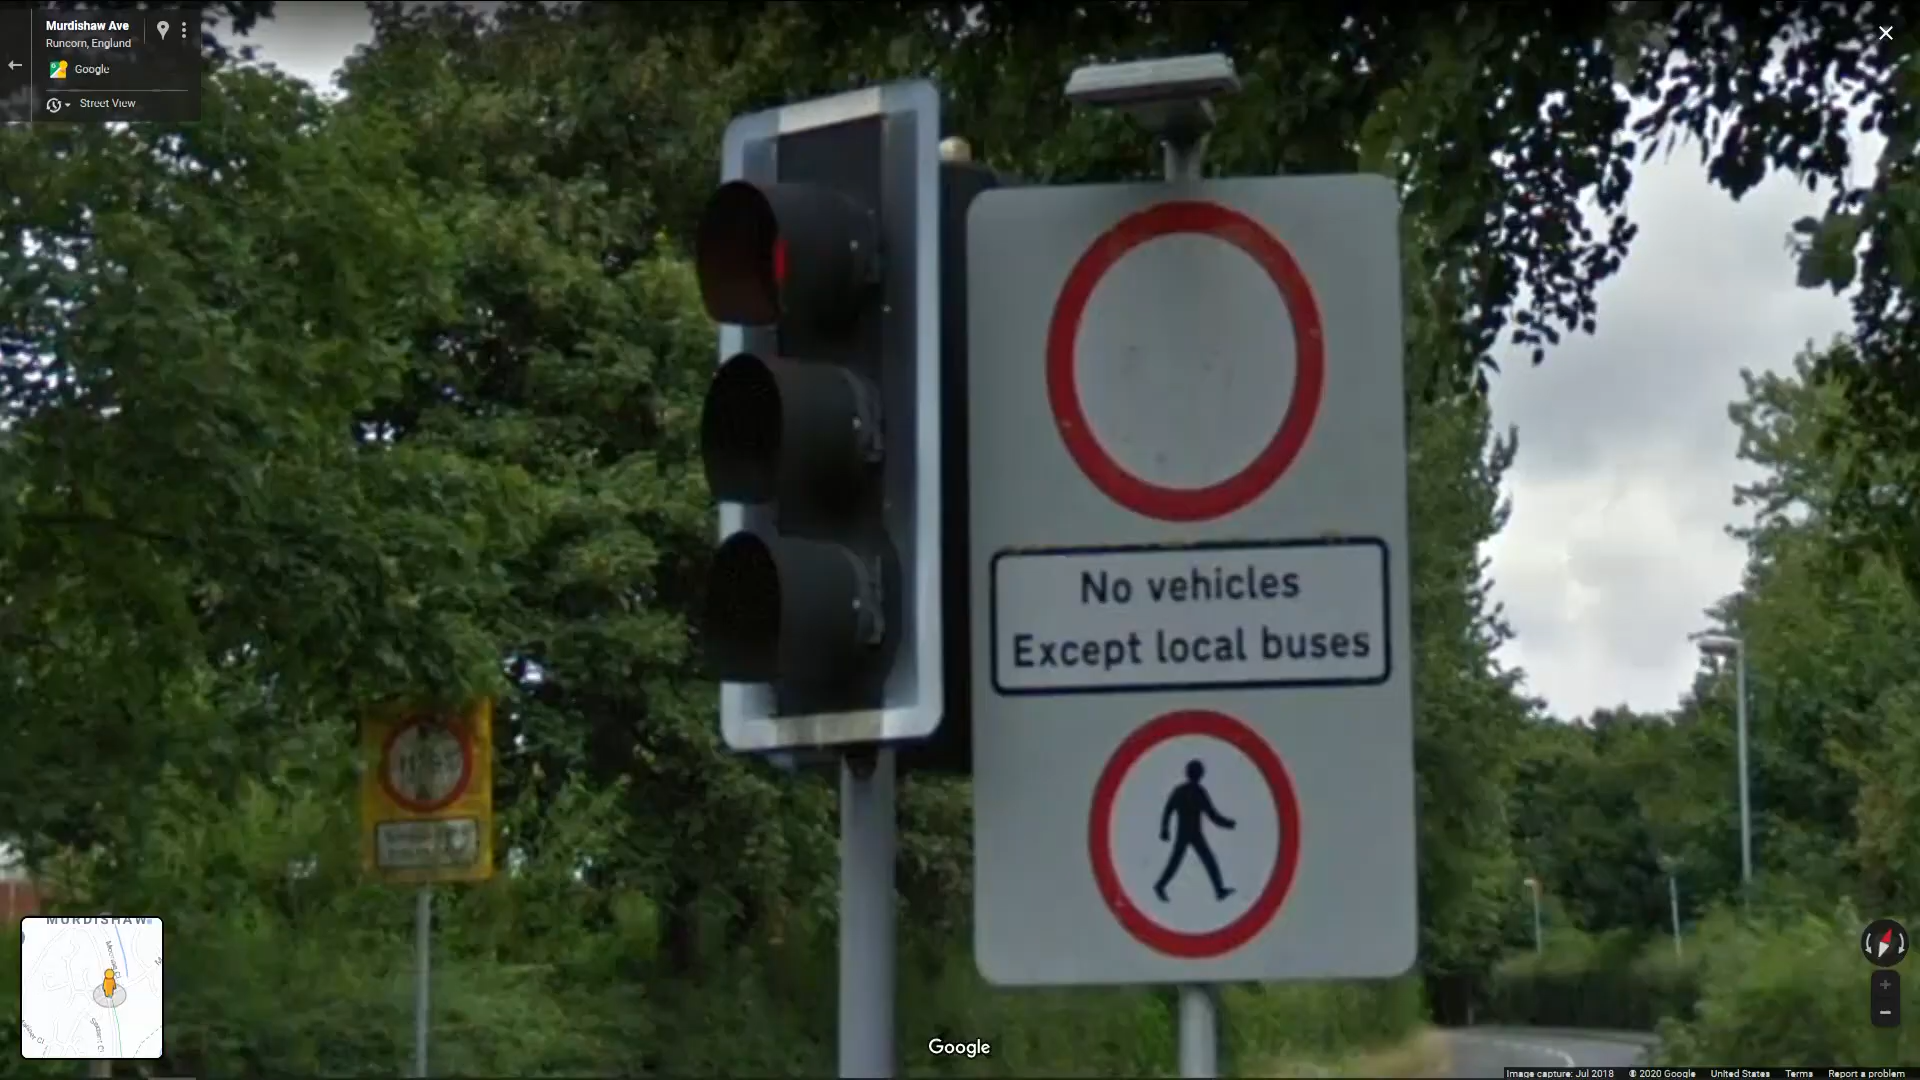 Murdishaw Ave
Runcorn, England
Google
Street View
No vehicles
Except local buses
MURDISHAW
Google
Image capture: Jul 2018 © 2020 Google United States Terms Report a problem